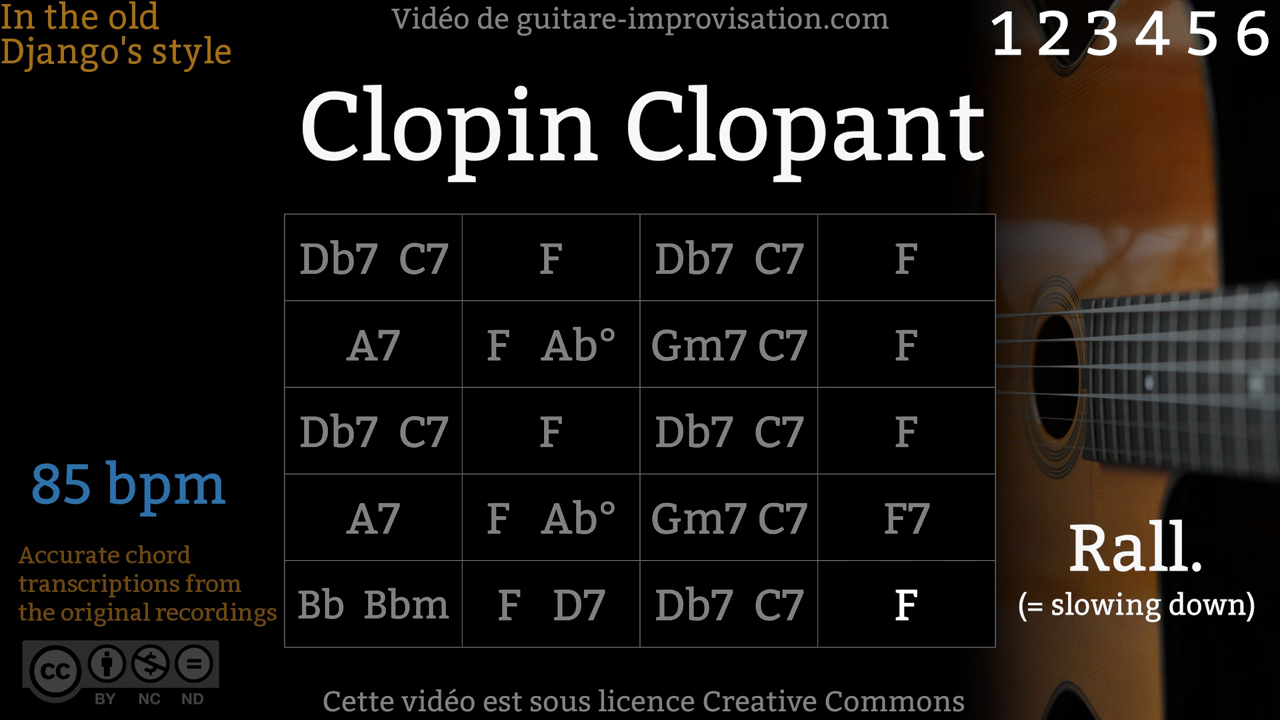 In the old
Django's style
Vidéo de guitare-improvisation.com
1 2 3 4 5 6
Clopin Clopant
Db7 C7 F Db7 C7 F
A7 F Ab° Gm7 C7 F
Db7 C7 F Db7 C7 F
A7 F Ab° Gm7 C7 F7
Bb Bbm F D7 Db7 C7 F
85 bpm
Accurate chord
transcriptions from
the original recordings
Rall.
(= slowing down)
cc
BY NC ND
Cette vidéo est sous licence Creative Commons